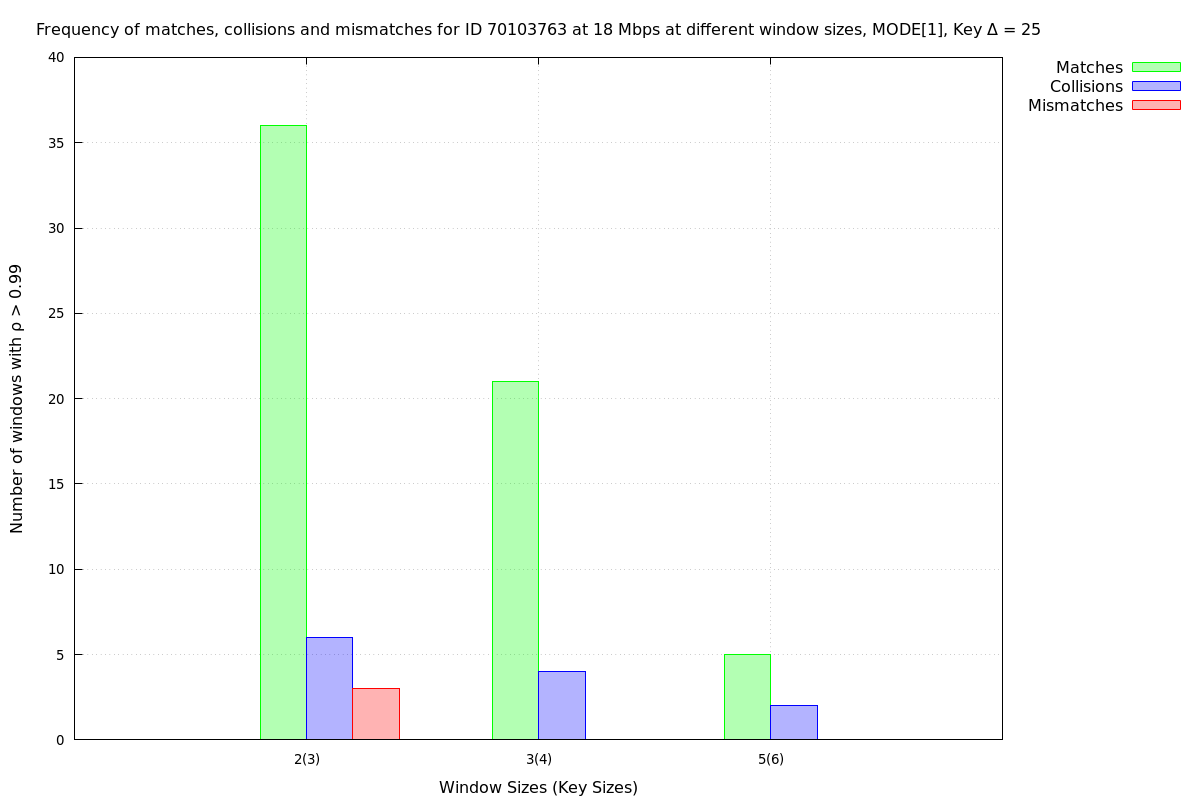 Frequency of matches, collisions and mismatches for ID 70103763 at 18 Mbps at different window sizes, MODE[1], Key Δ = 25
Matches
Collisions
Mismatches
Number of windows with ρ > 0.99
40
35
30
25
20
15
10
5
0
2(3) 3(4) 5(6)
Window Sizes (Key Sizes)